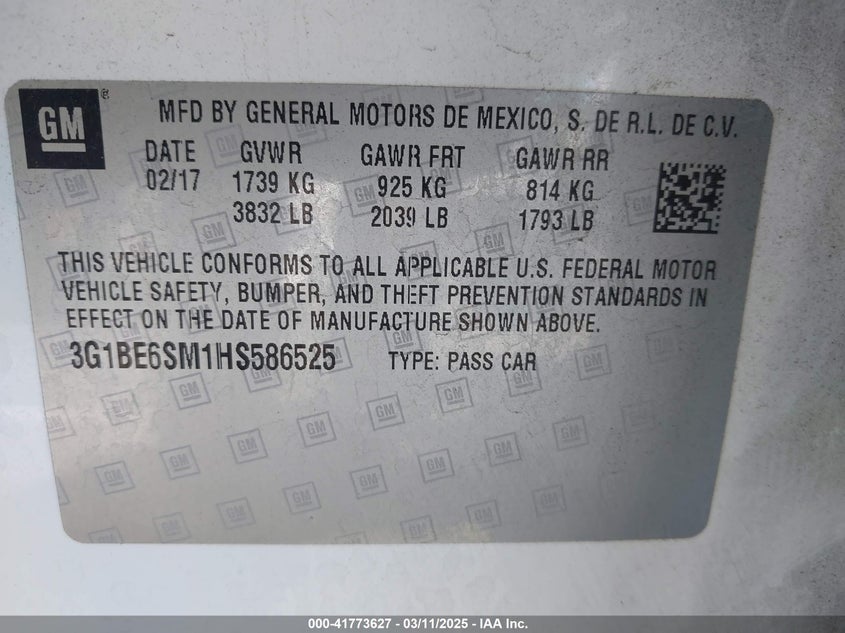 GM ®
MFD BY GENERAL MOTORS DE MEXICO, S. DE R.L. DE C.V.
DATE GVWR GAWR FRT GAWR RR
02/17 1739 KG 925 KG 814 KG
3832 LB 2039 LB 1793 LB
THIS VEHICLE CONFORMS TO ALL APPLICABLE U.S. FEDERAL MOTOR
VEHICLE SAFETY, BUMPER, AND THEFT PREVENTION STANDARDS IN
EFFECT ON THE DATE OF MANUFACTURE SHOWN ABOVE.
3G1BE6SM1HS586525 TYPE: PASS CAR
000-41773627 - 03/11/2025 - IAA Inc.